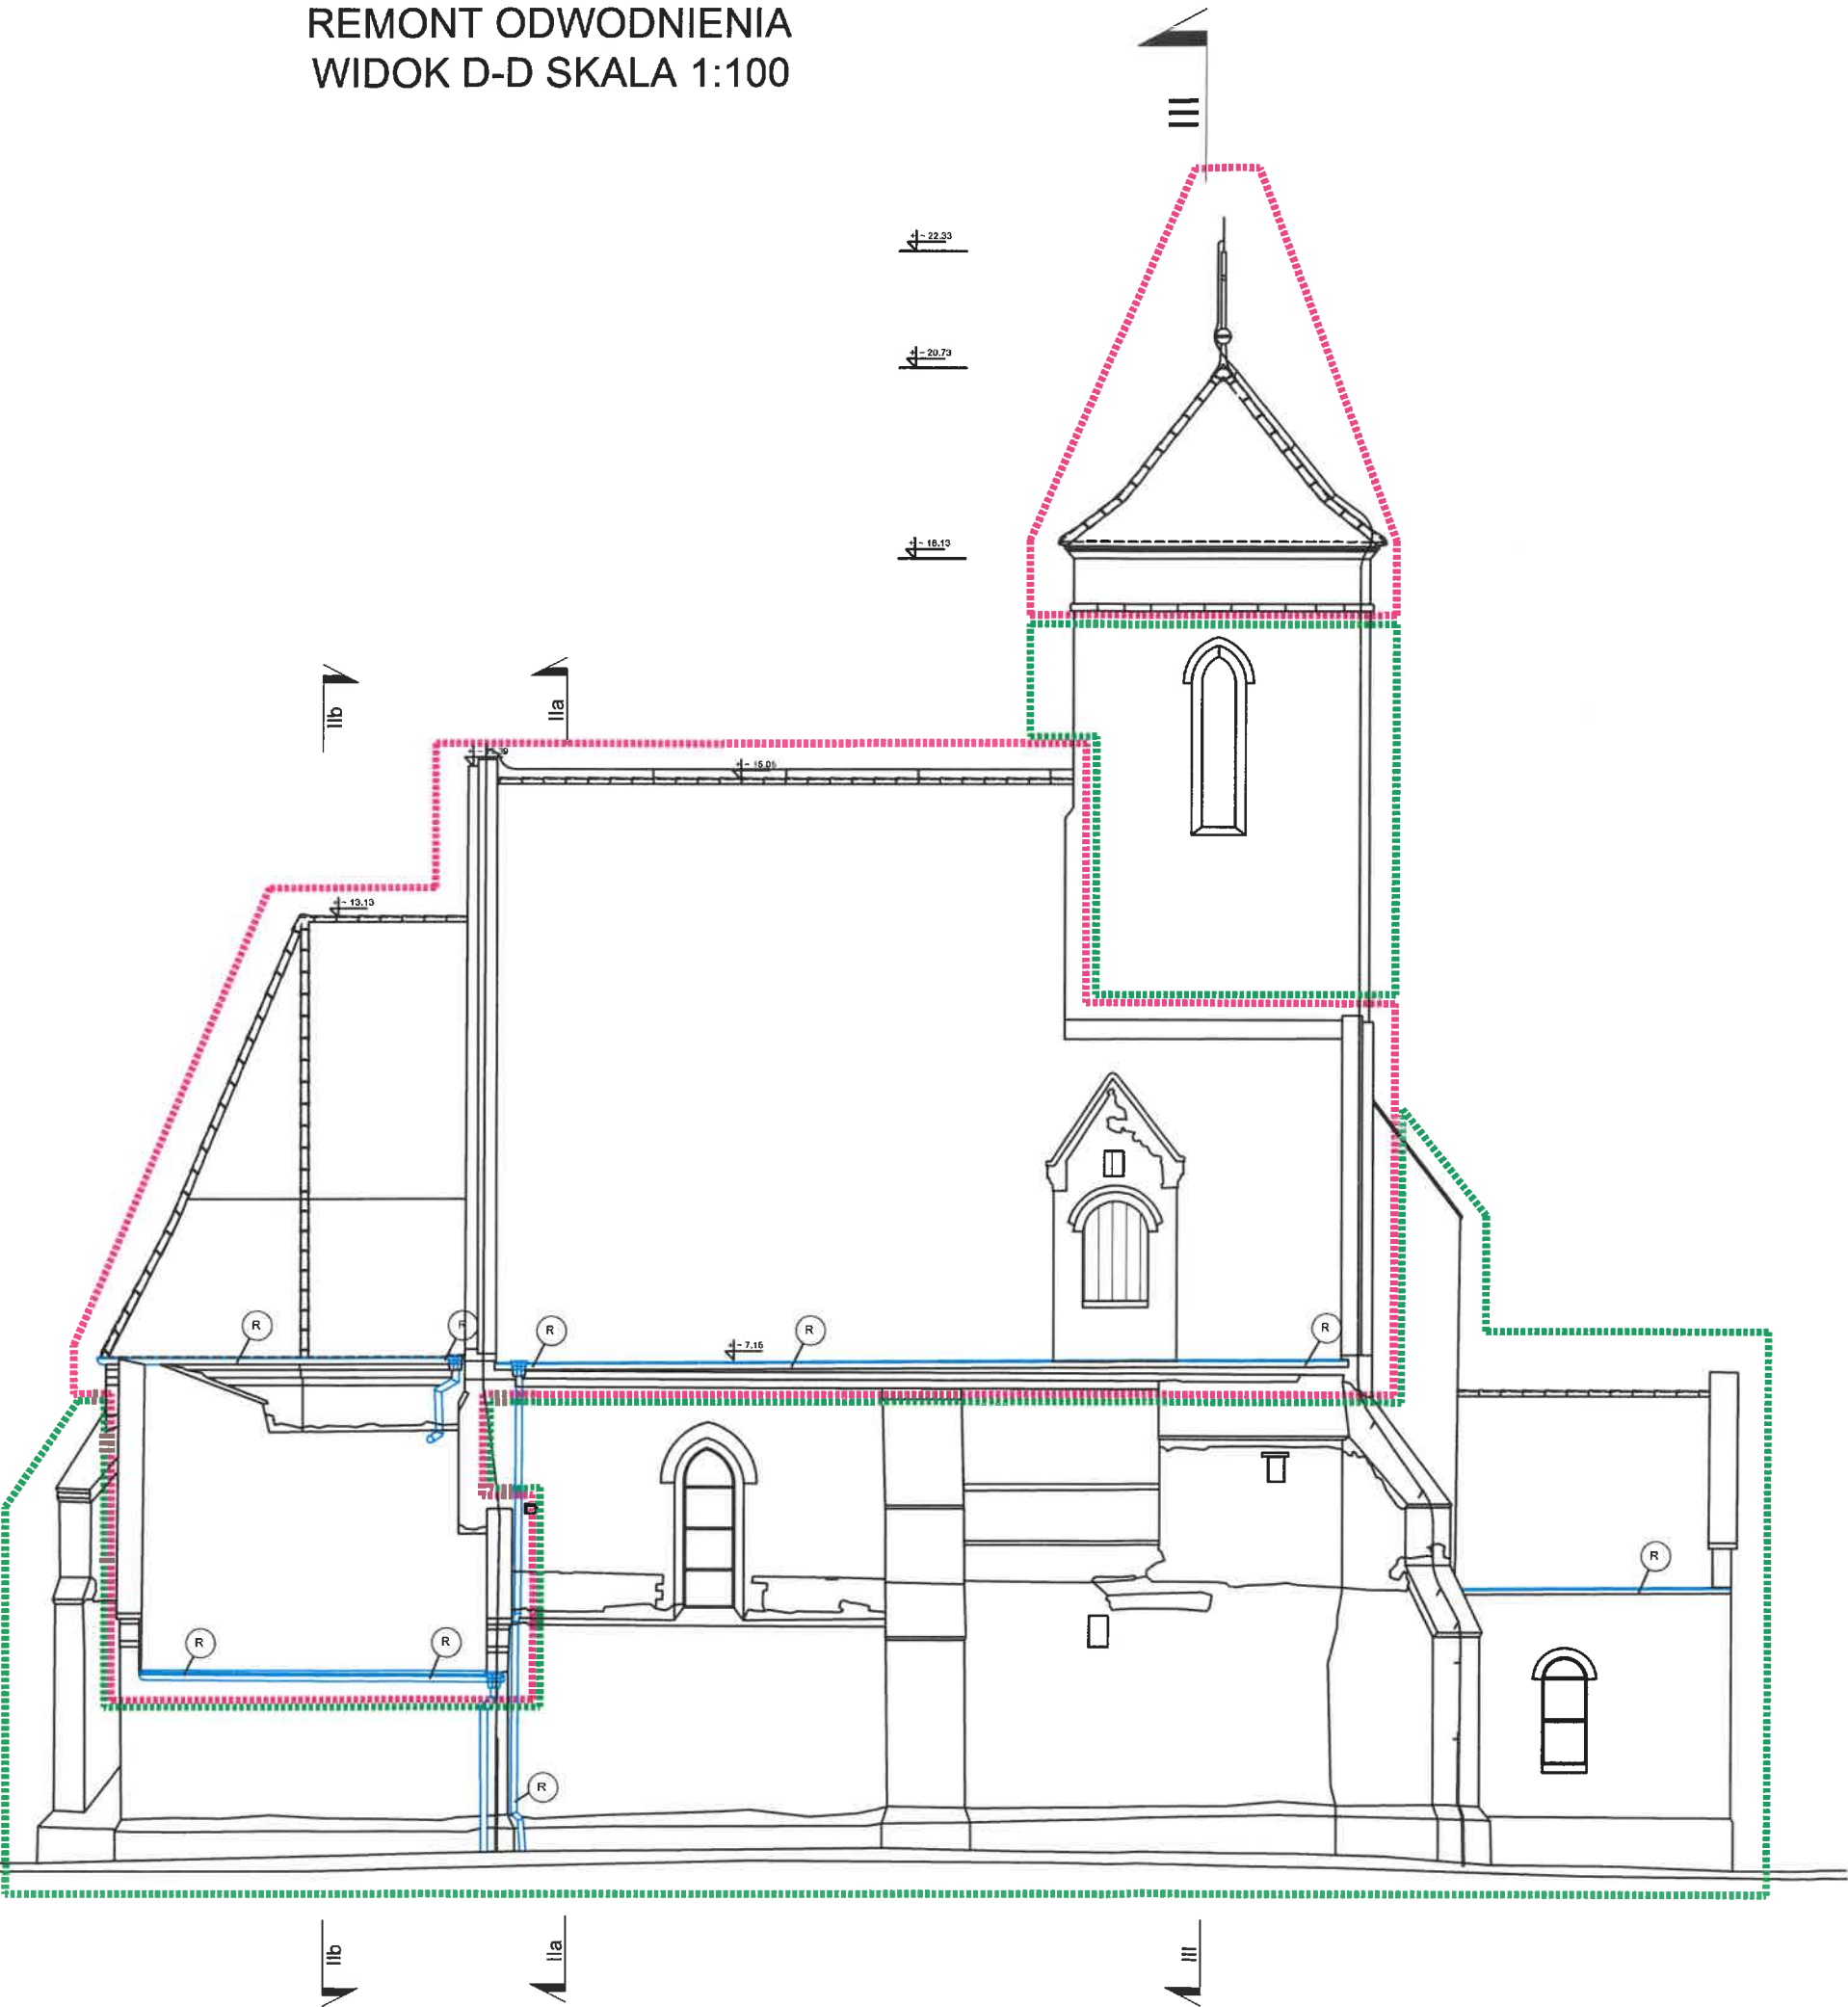 REMONT ODWODNIENIA
WIDOK D-D SKALA 1:100
III
+~ 22.33
+~ 20.73
+~ 18.13
IIb
IIa
+~ 15.05
+~ 13.13
R
R
R
R
R
+~ 7.15
R
R
R
R
IIb
IIa
III